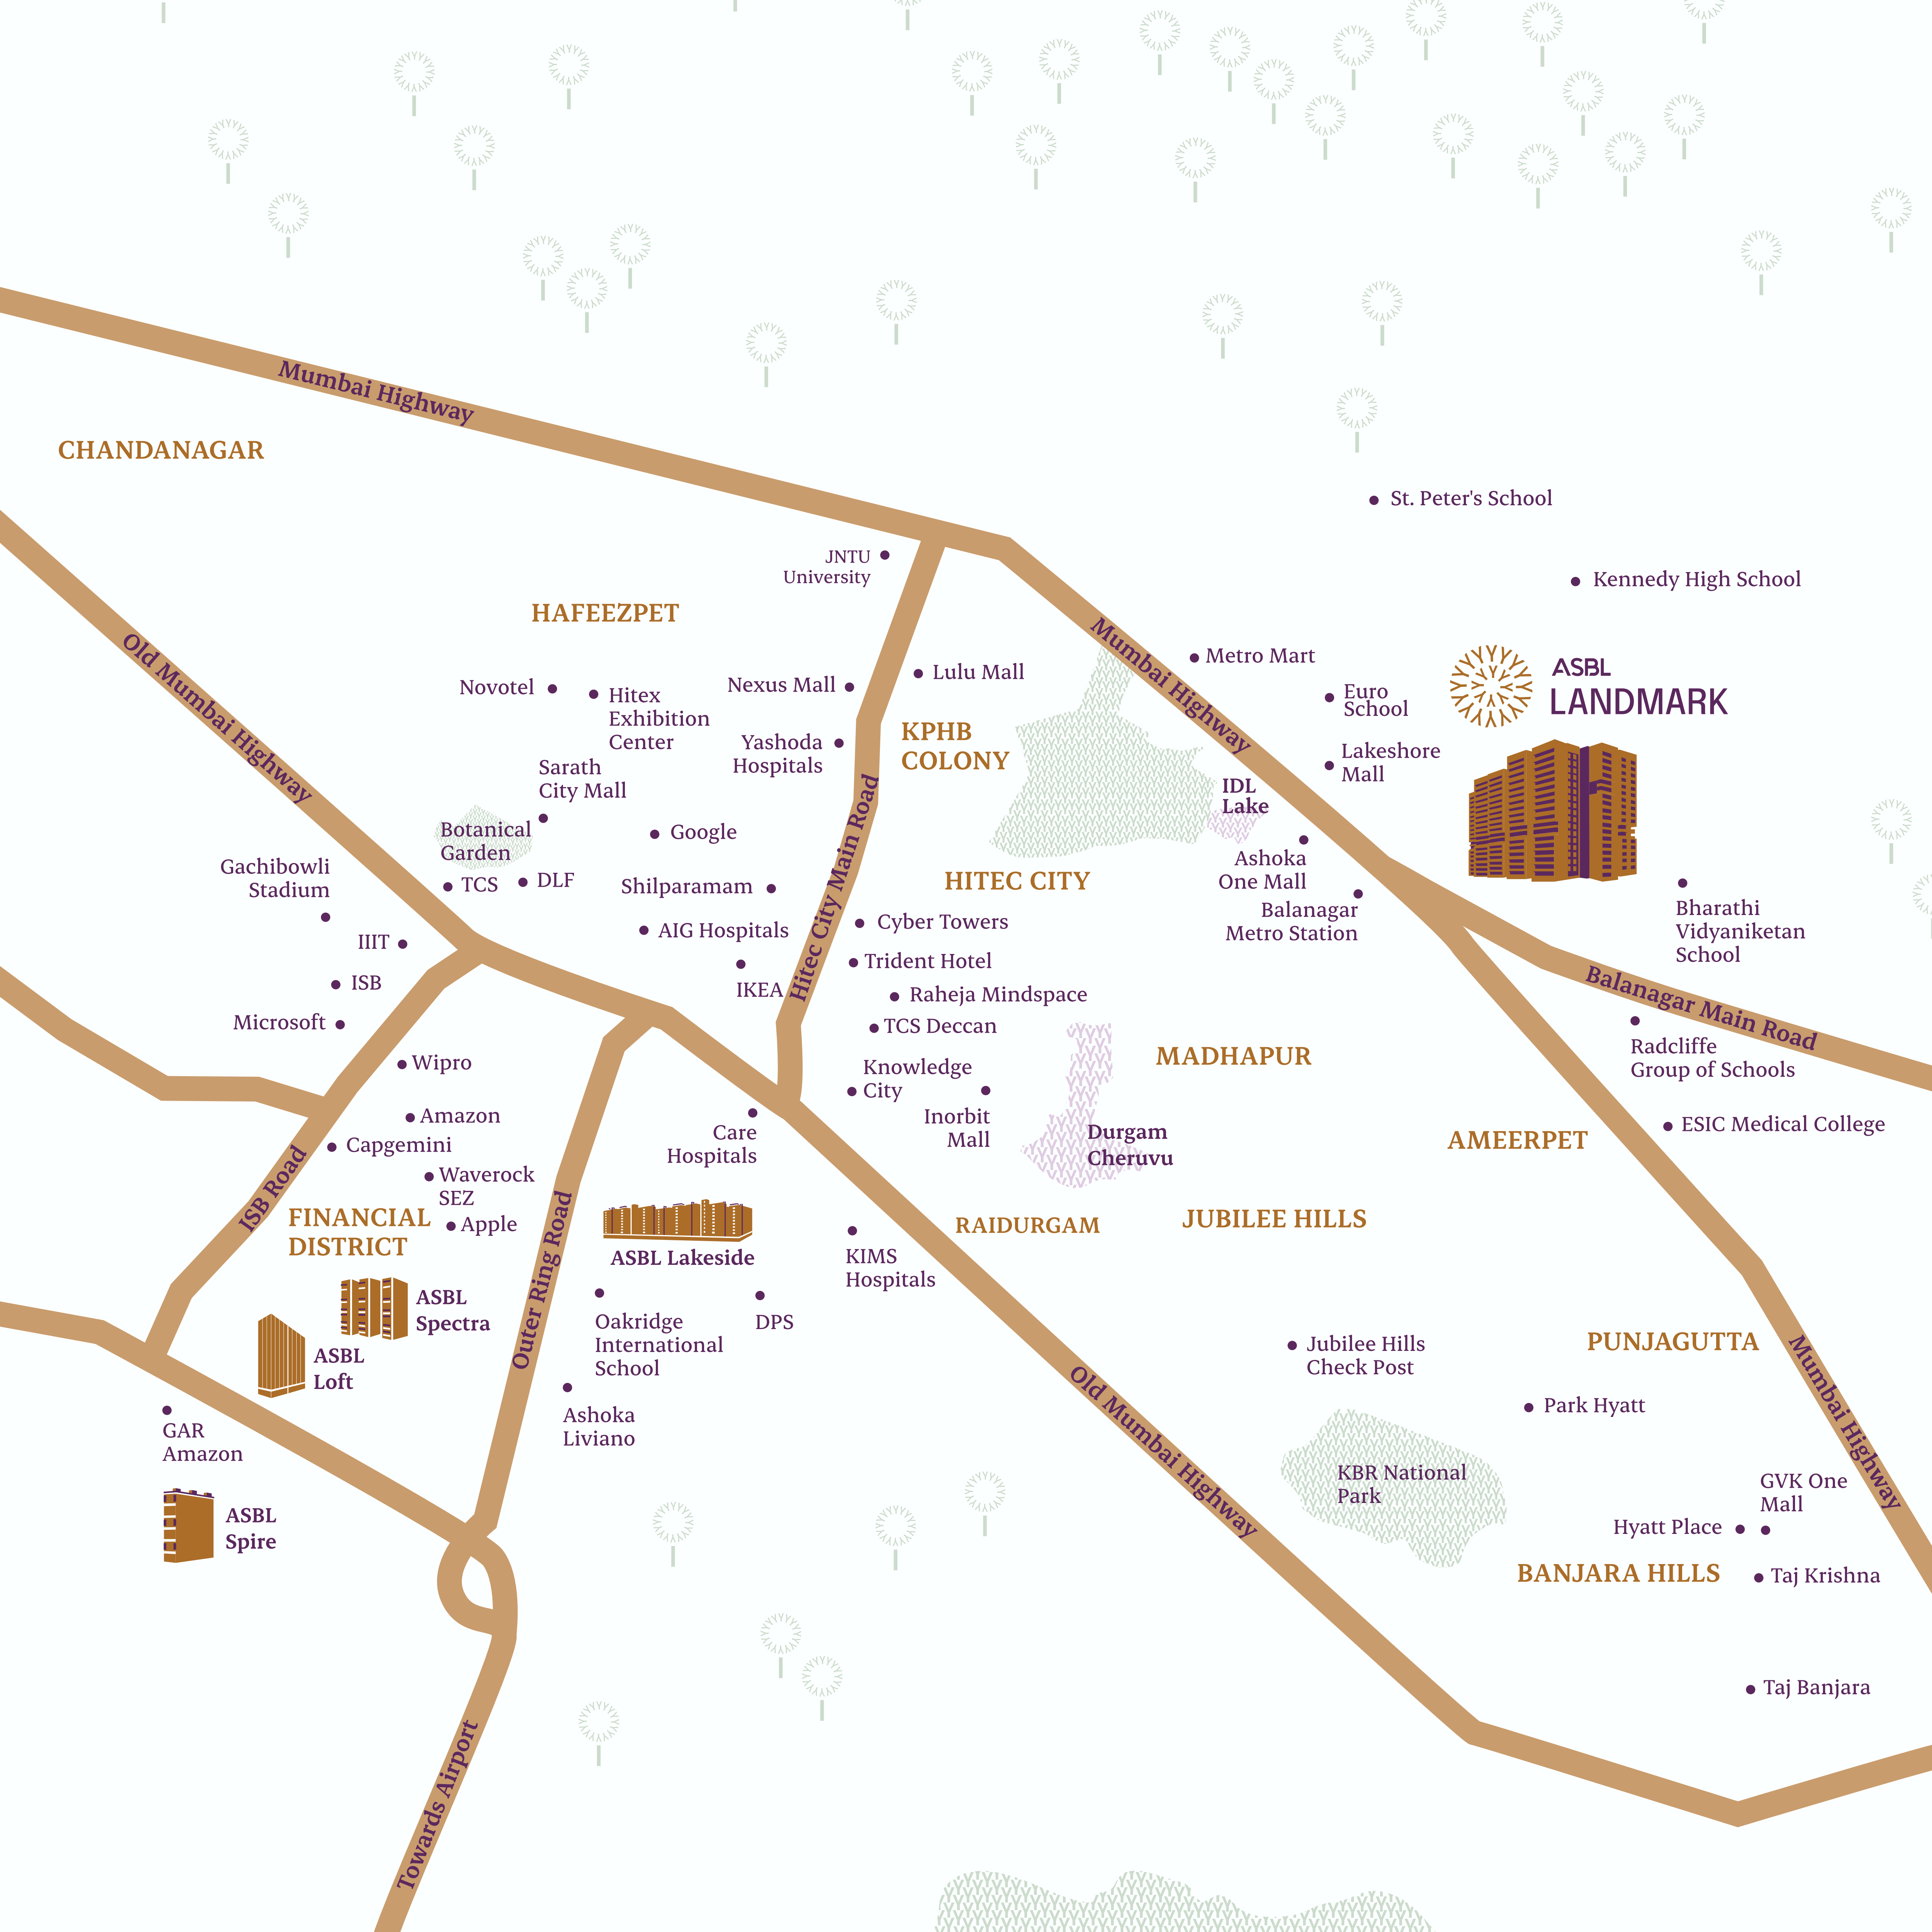 Mumbai Highway
CHANDANAGAR
St. Peter's School
JNTU
University
Kennedy High School
HAFEEZPET
Old Mumbai Highway
Mumbai Highway
Metro Mart
ASBL
LANDMARK
Novotel
Hitex
Exhibition
Center
Nexus Mall
Lulu Mall
Euro
School
KPHB
COLONY
Yashoda
Hospitals
Lakeshore
Mall
Sarath
City Mall
IDL
Lake
Hitec City Main Road
Botanical
Garden
Google
Gachibowli
Stadium
TCS
DLF
Shilparamam
HITEC CITY
Ashoka
One Mall
Balanagar
Metro Station
Bharathi
Vidyaniketan
School
IIIT
AIG Hospitals
Cyber Towers
ISB
IKEA
Trident Hotel
Raheja Mindspace
Balanagar Main Road
Microsoft
TCS Deccan
Radcliffe
Group of Schools
Wipro
Knowledge
City
MADHAPUR
Amazon
Capgemini
Care
Hospitals
Inorbit
Mall
Durgam
Cheruvu
AMEERPET
ESIC Medical College
ISB Road
Waverock
SEZ
FINANCIAL
DISTRICT
Apple
Outer Ring Road
ASBL Lakeside
KIMS
Hospitals
RAIDURGAM
JUBILEE HILLS
ASBL
Spectra
Oakridge
International
School
DPS
ASBL
Loft
Jubilee Hills
Check Post
PUNJAGUTTA
Mumbai Highway
GAR
Amazon
Ashoka
Liviano
Old Mumbai Highway
Park Hyatt
KBR National
Park
GVK One
Mall
ASBL
Spire
Hyatt Place
BANJARA HILLS
Taj Krishna
Taj Banjara
Towards Airport